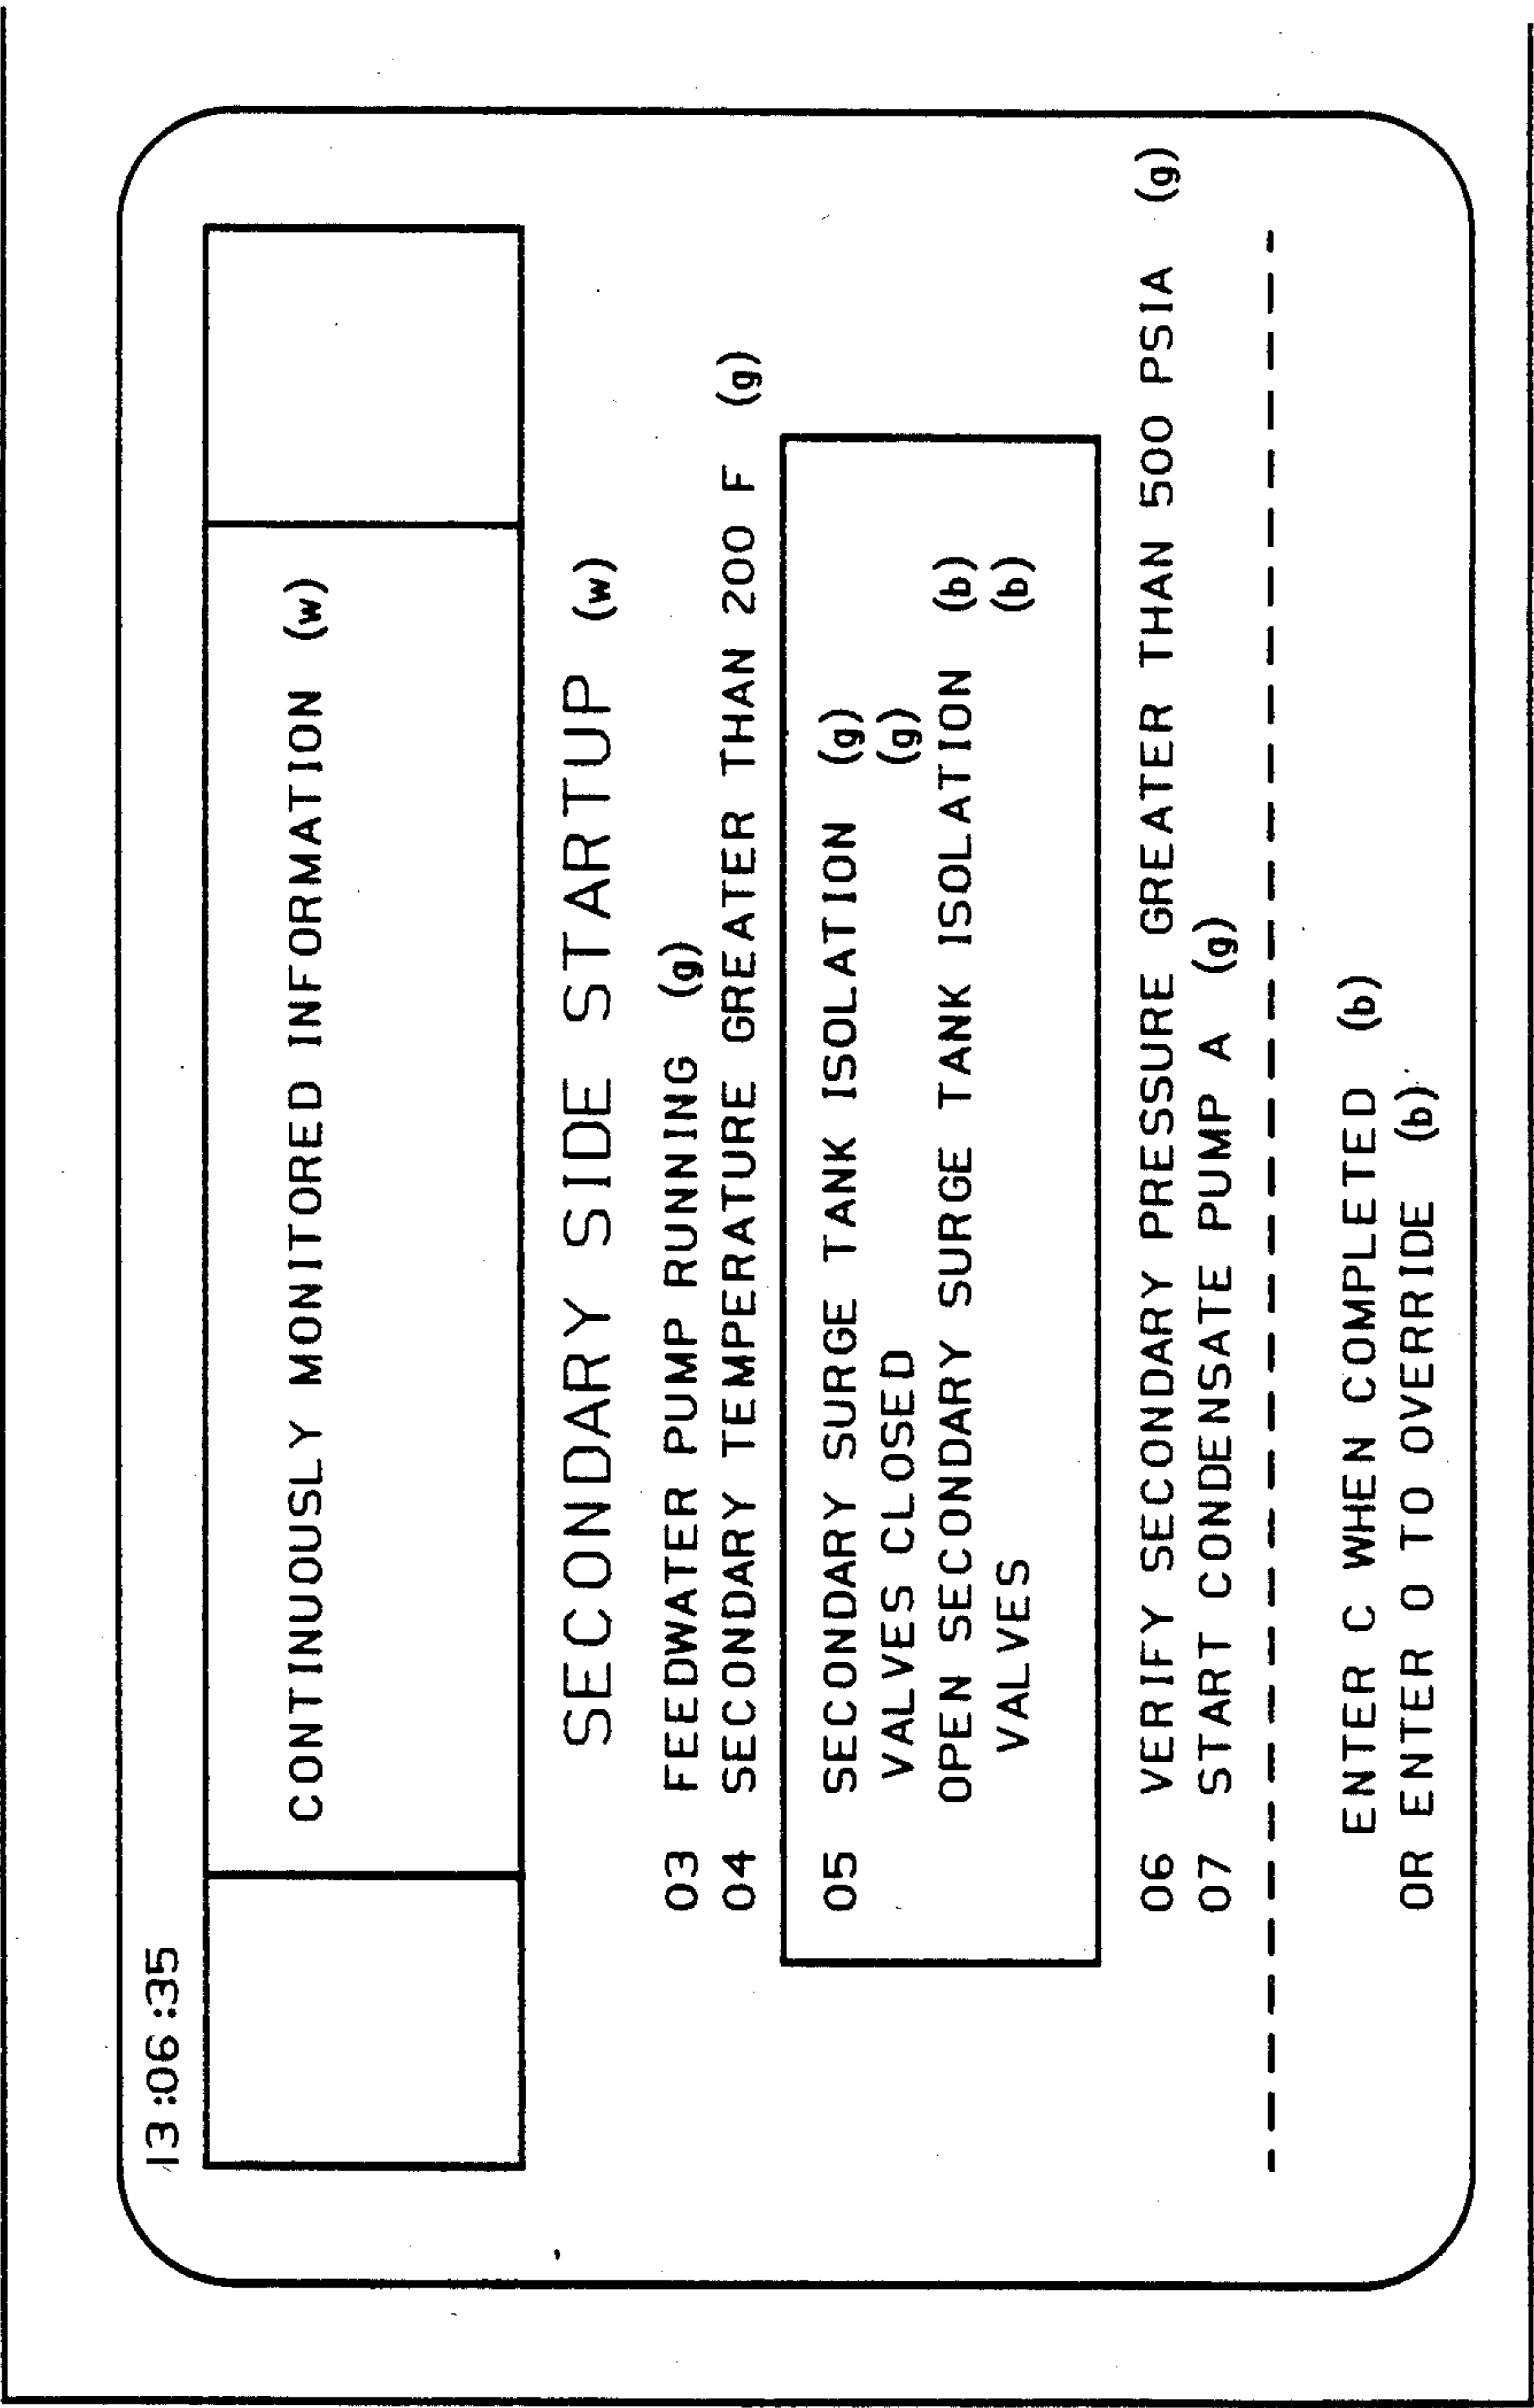 13:06:35
CONTINUOUSLY MONITORED INFORMATION (w)
SECONDARY SIDE STARTUP (w)
03 FEEDWATER PUMP RUNNING (g)
04 SECONDARY TEMPERATURE GREATER THAN 200 F (g)
05 SECONDARY SURGE TANK ISOLATION (g)
VALVES CLOSED (g)
OPEN SECONDARY SURGE TANK ISOLATION (b)
VALVES (b)
06 VERIFY SECONDARY PRESSURE GREATER THAN 500 PSIA (g)
07 START CONDENSATE PUMP A (g)
ENTER C WHEN COMPLETED (b)
OR ENTER O TO OVERRIDE (b)